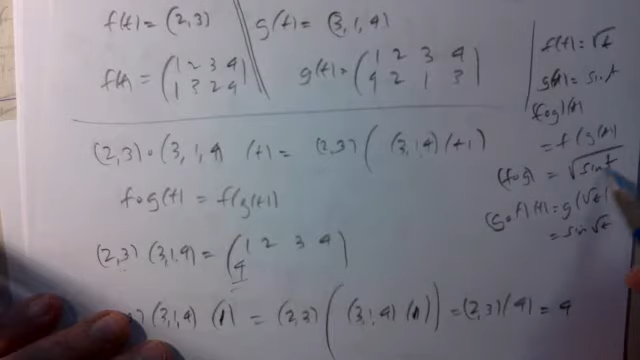 f(t) = (2,3)
g(t) = (3,1,4)
f(t) = (1 2 3 4
1 3 2 4)
g(t) = (1 2 3 4
4 2 1 3)
(2,3) • (3,1,4) (t) = (2,3) ( (3,1,4) (t) )
fog(t) = f(g(t))
(2,3) (3,1,4) = (1 2 3 4
4
(3,1,4) (1) = (2,3) ( (3,1,4) (1) ) = (2,3) (4) = 4
f(t) = √t
g(t) = sin t
(fog)(t)
= f(g(t)
(fog) = √sin t
(g∘f)(t) = g(√t)
= sin √t